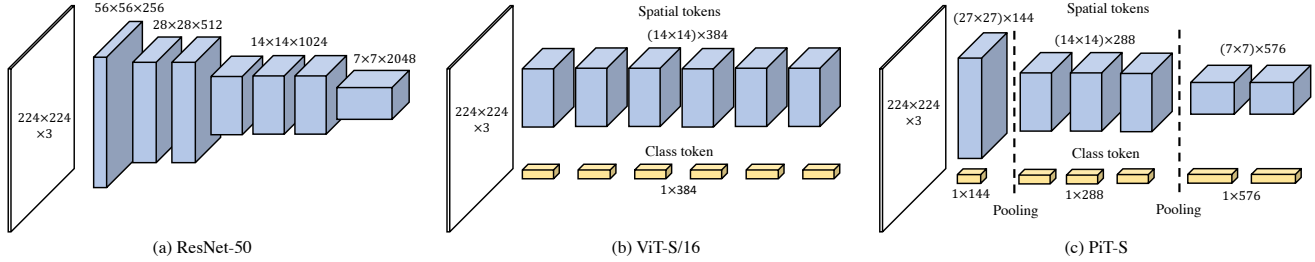 56×56×256
28×28×512
14×14×1024
7×7×2048
224×224
×3
(a) ResNet-50
Spatial tokens
(14×14)×384
224×224
×3
Class token
1×384
(b) ViT-S/16
(27×27)×144
Spatial tokens
(14×14)×288
(7×7)×576
224×224
×3
Class token
1×144
1×288
1×576
Pooling
Pooling
(c) PiT-S